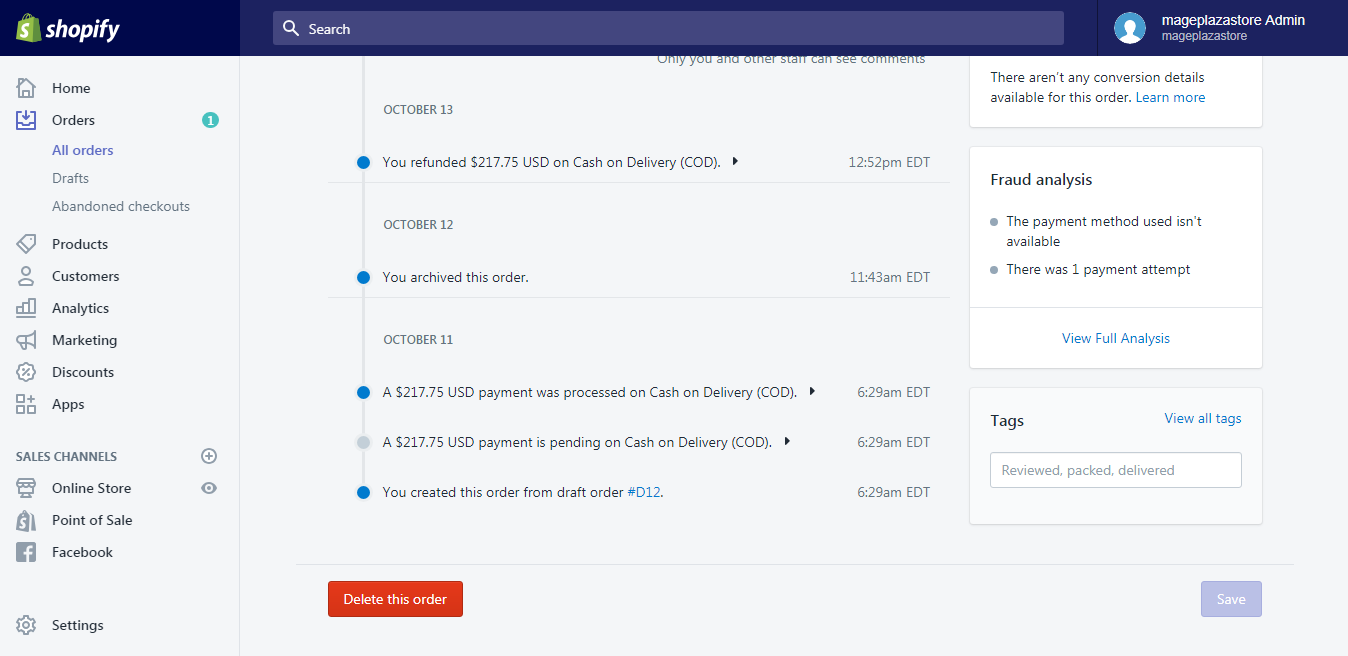 shopify
Search
mageplazastore Admin
mageplazastore
Home
Orders
1
All orders
Drafts
Abandoned checkouts
Products
Customers
Analytics
Marketing
Discounts
Apps
SALES CHANNELS
Online Store
Point of Sale
Facebook
Settings
Only you and other staff can see comments
OCTOBER 13
You refunded $217.75 USD on Cash on Delivery (COD).
12:52pm EDT
OCTOBER 12
You archived this order.
11:43am EDT
OCTOBER 11
A $217.75 USD payment was processed on Cash on Delivery (COD).
6:29am EDT
A $217.75 USD payment is pending on Cash on Delivery (COD).
6:29am EDT
You created this order from draft order #D12.
6:29am EDT
There aren't any conversion details
available for this order. Learn more
Fraud analysis
The payment method used isn't
available
There was 1 payment attempt
View Full Analysis
Tags
View all tags
Reviewed, packed, delivered
Delete this order
Save